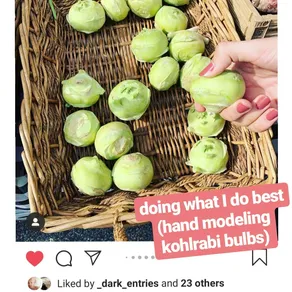 doing what I do best
(hand modeling
kohlrabi bulbs)
Liked by _dark_entries and 23 others